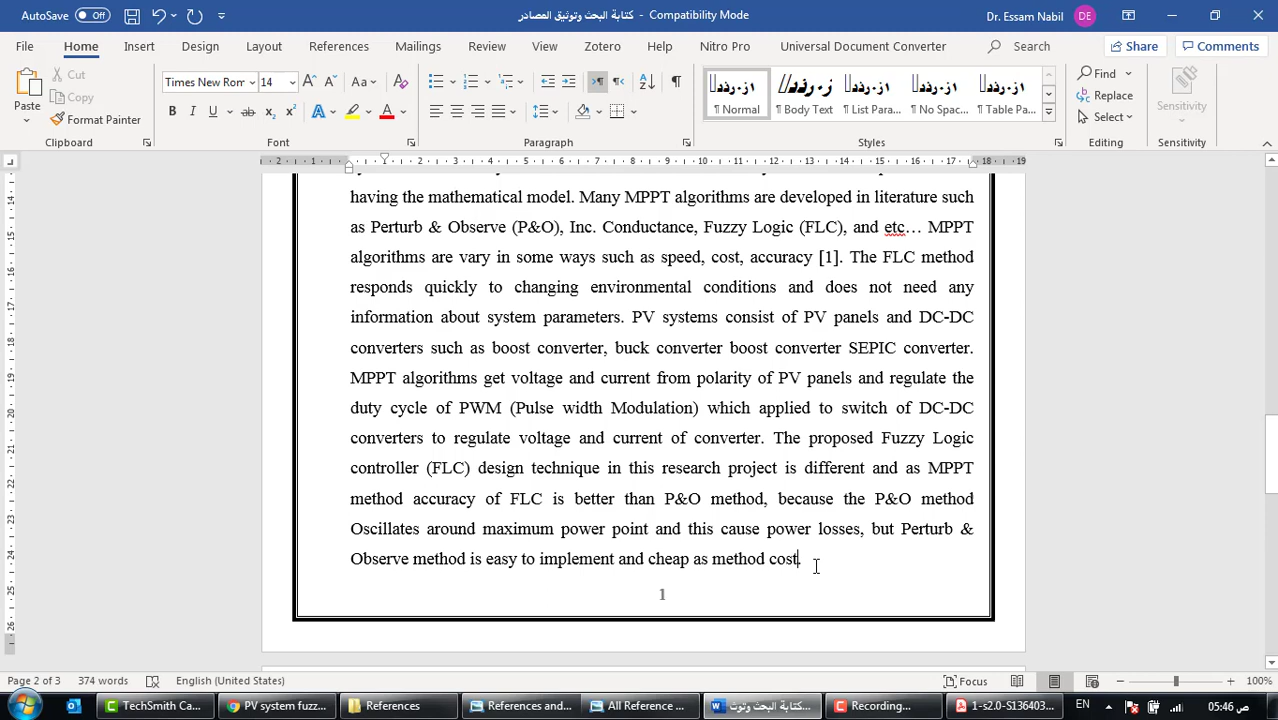 AutoSave Off كتابة البحث وتوثيق المصادر - Compatibility Mode Dr. Essam Nabil DE
File Home Insert Design Layout References Mailings Review View Zotero Help Nitro Pro Universal Document Converter Search Share Comments
Paste Cut Copy Format Painter Clipboard
Times New Rom 14 Font
Paragraph
Normal Body Text List Para... No Spac... Table Pa... Styles
Find Replace Select Editing
Sensitivity Sensitivity
having the mathematical model. Many MPPT algorithms are developed in literature such
as Perturb & Observe (P&O), Inc. Conductance, Fuzzy Logic (FLC), and etc… MPPT
algorithms are vary in some ways such as speed, cost, accuracy [1]. The FLC method
responds quickly to changing environmental conditions and does not need any
information about system parameters. PV systems consist of PV panels and DC-DC
converters such as boost converter, buck converter boost converter SEPIC converter.
MPPT algorithms get voltage and current from polarity of PV panels and regulate the
duty cycle of PWM (Pulse width Modulation) which applied to switch of DC-DC
converters to regulate voltage and current of converter. The proposed Fuzzy Logic
controller (FLC) design technique in this research project is different and as MPPT
method accuracy of FLC is better than P&O method, because the P&O method
Oscillates around maximum power point and this cause power losses, but Perturb &
Observe method is easy to implement and cheap as method cost.
1
Page 2 of 3 374 words English (United States) Focus 100%
TechSmith Ca... PV system fuzz... References References and... All Reference ... كتابة البحث وتوث... Recording... 1-s2.0-S136403... EN 05:46 ص